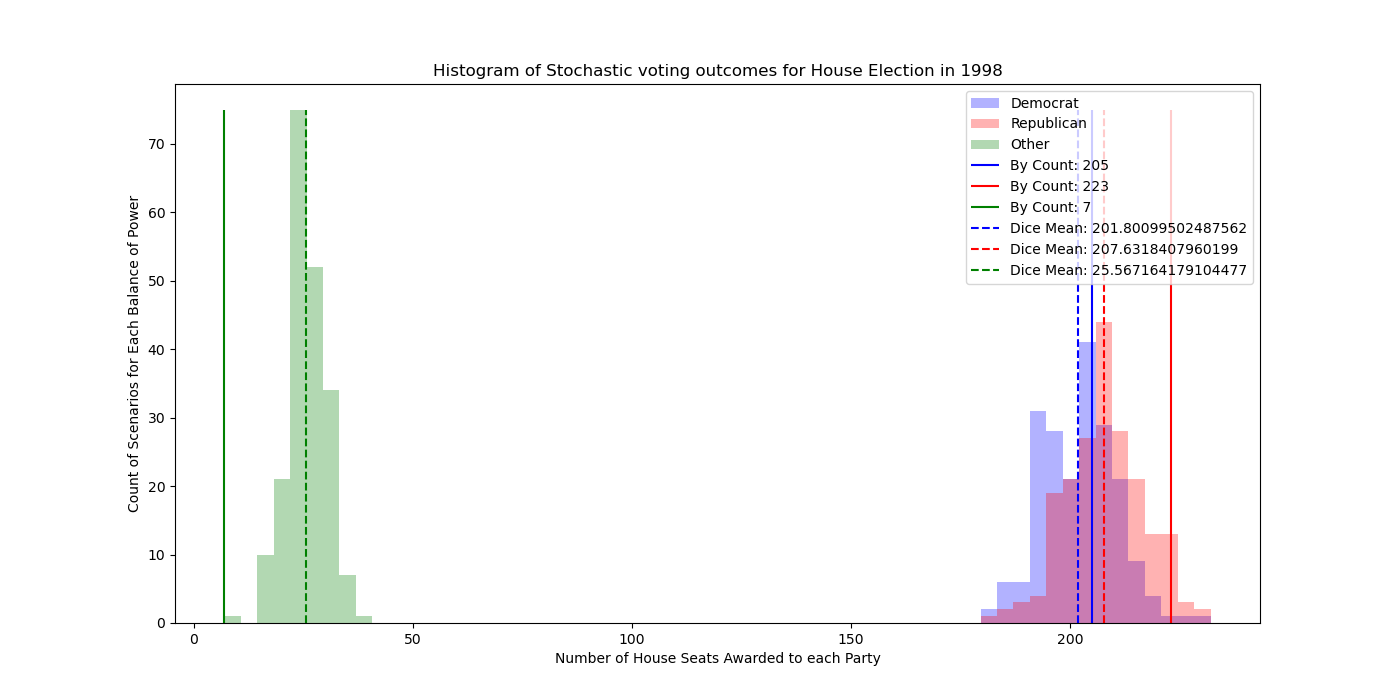 Histogram of Stochastic voting outcomes for House Election in 1998
Democrat
Republican
Other
By Count: 205
By Count: 223
By Count: 7
Dice Mean: 201.80099502487562
Dice Mean: 207.6318407960199
Dice Mean: 25.567164179104477
Count of Scenarios for Each Balance of Power
70
60
50
40
30
20
10
0
0 50 100 150 200
Number of House Seats Awarded to each Party